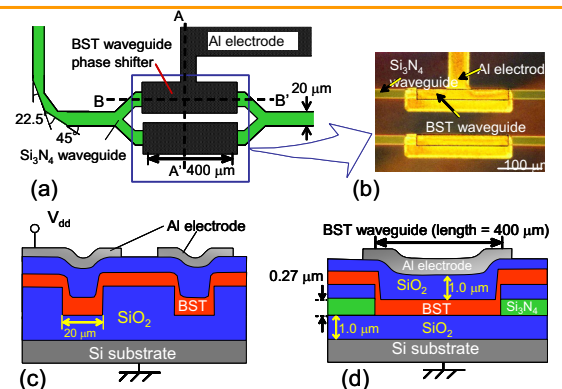 A
BST waveguide
phase shifter
Al electrode
20 μm
B
B'
22.5
45
Si3N4 waveguide
A'
400 μm
(a)
Si3N4
waveguide
Al electrod
BST waveguide
100 μm
(b)
Vdd
Al electrode
BST
20 μm
SiO2
Si substrate
(c)
BST waveguide (length = 400 μm)
Al electrode
0.27 μm
SiO2
1.0 μm
BST
Si3N4
1.0 μm
SiO2
Si substrate
(d)